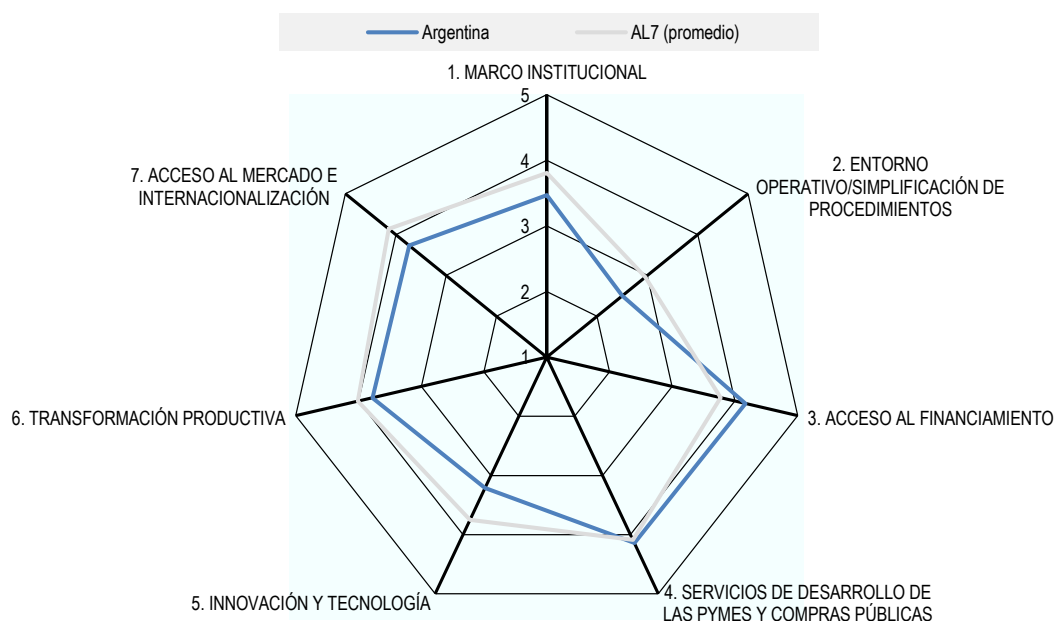 Argentina
AL7 (promedio)
1. MARCO INSTITUCIONAL
5
4
3
2
1
2. ENTORNO
OPERATIVO/SIMPLIFICACIÓN DE
PROCEDIMIENTOS
3. ACCESO AL FINANCIAMIENTO
4. SERVICIOS DE DESARROLLO DE
LAS PYMES Y COMPRAS PÚBLICAS
5. INNOVACIÓN Y TECNOLOGÍA
6. TRANSFORMACIÓN PRODUCTIVA
7. ACCESO AL MERCADO E
INTERNACIONALIZACIÓN